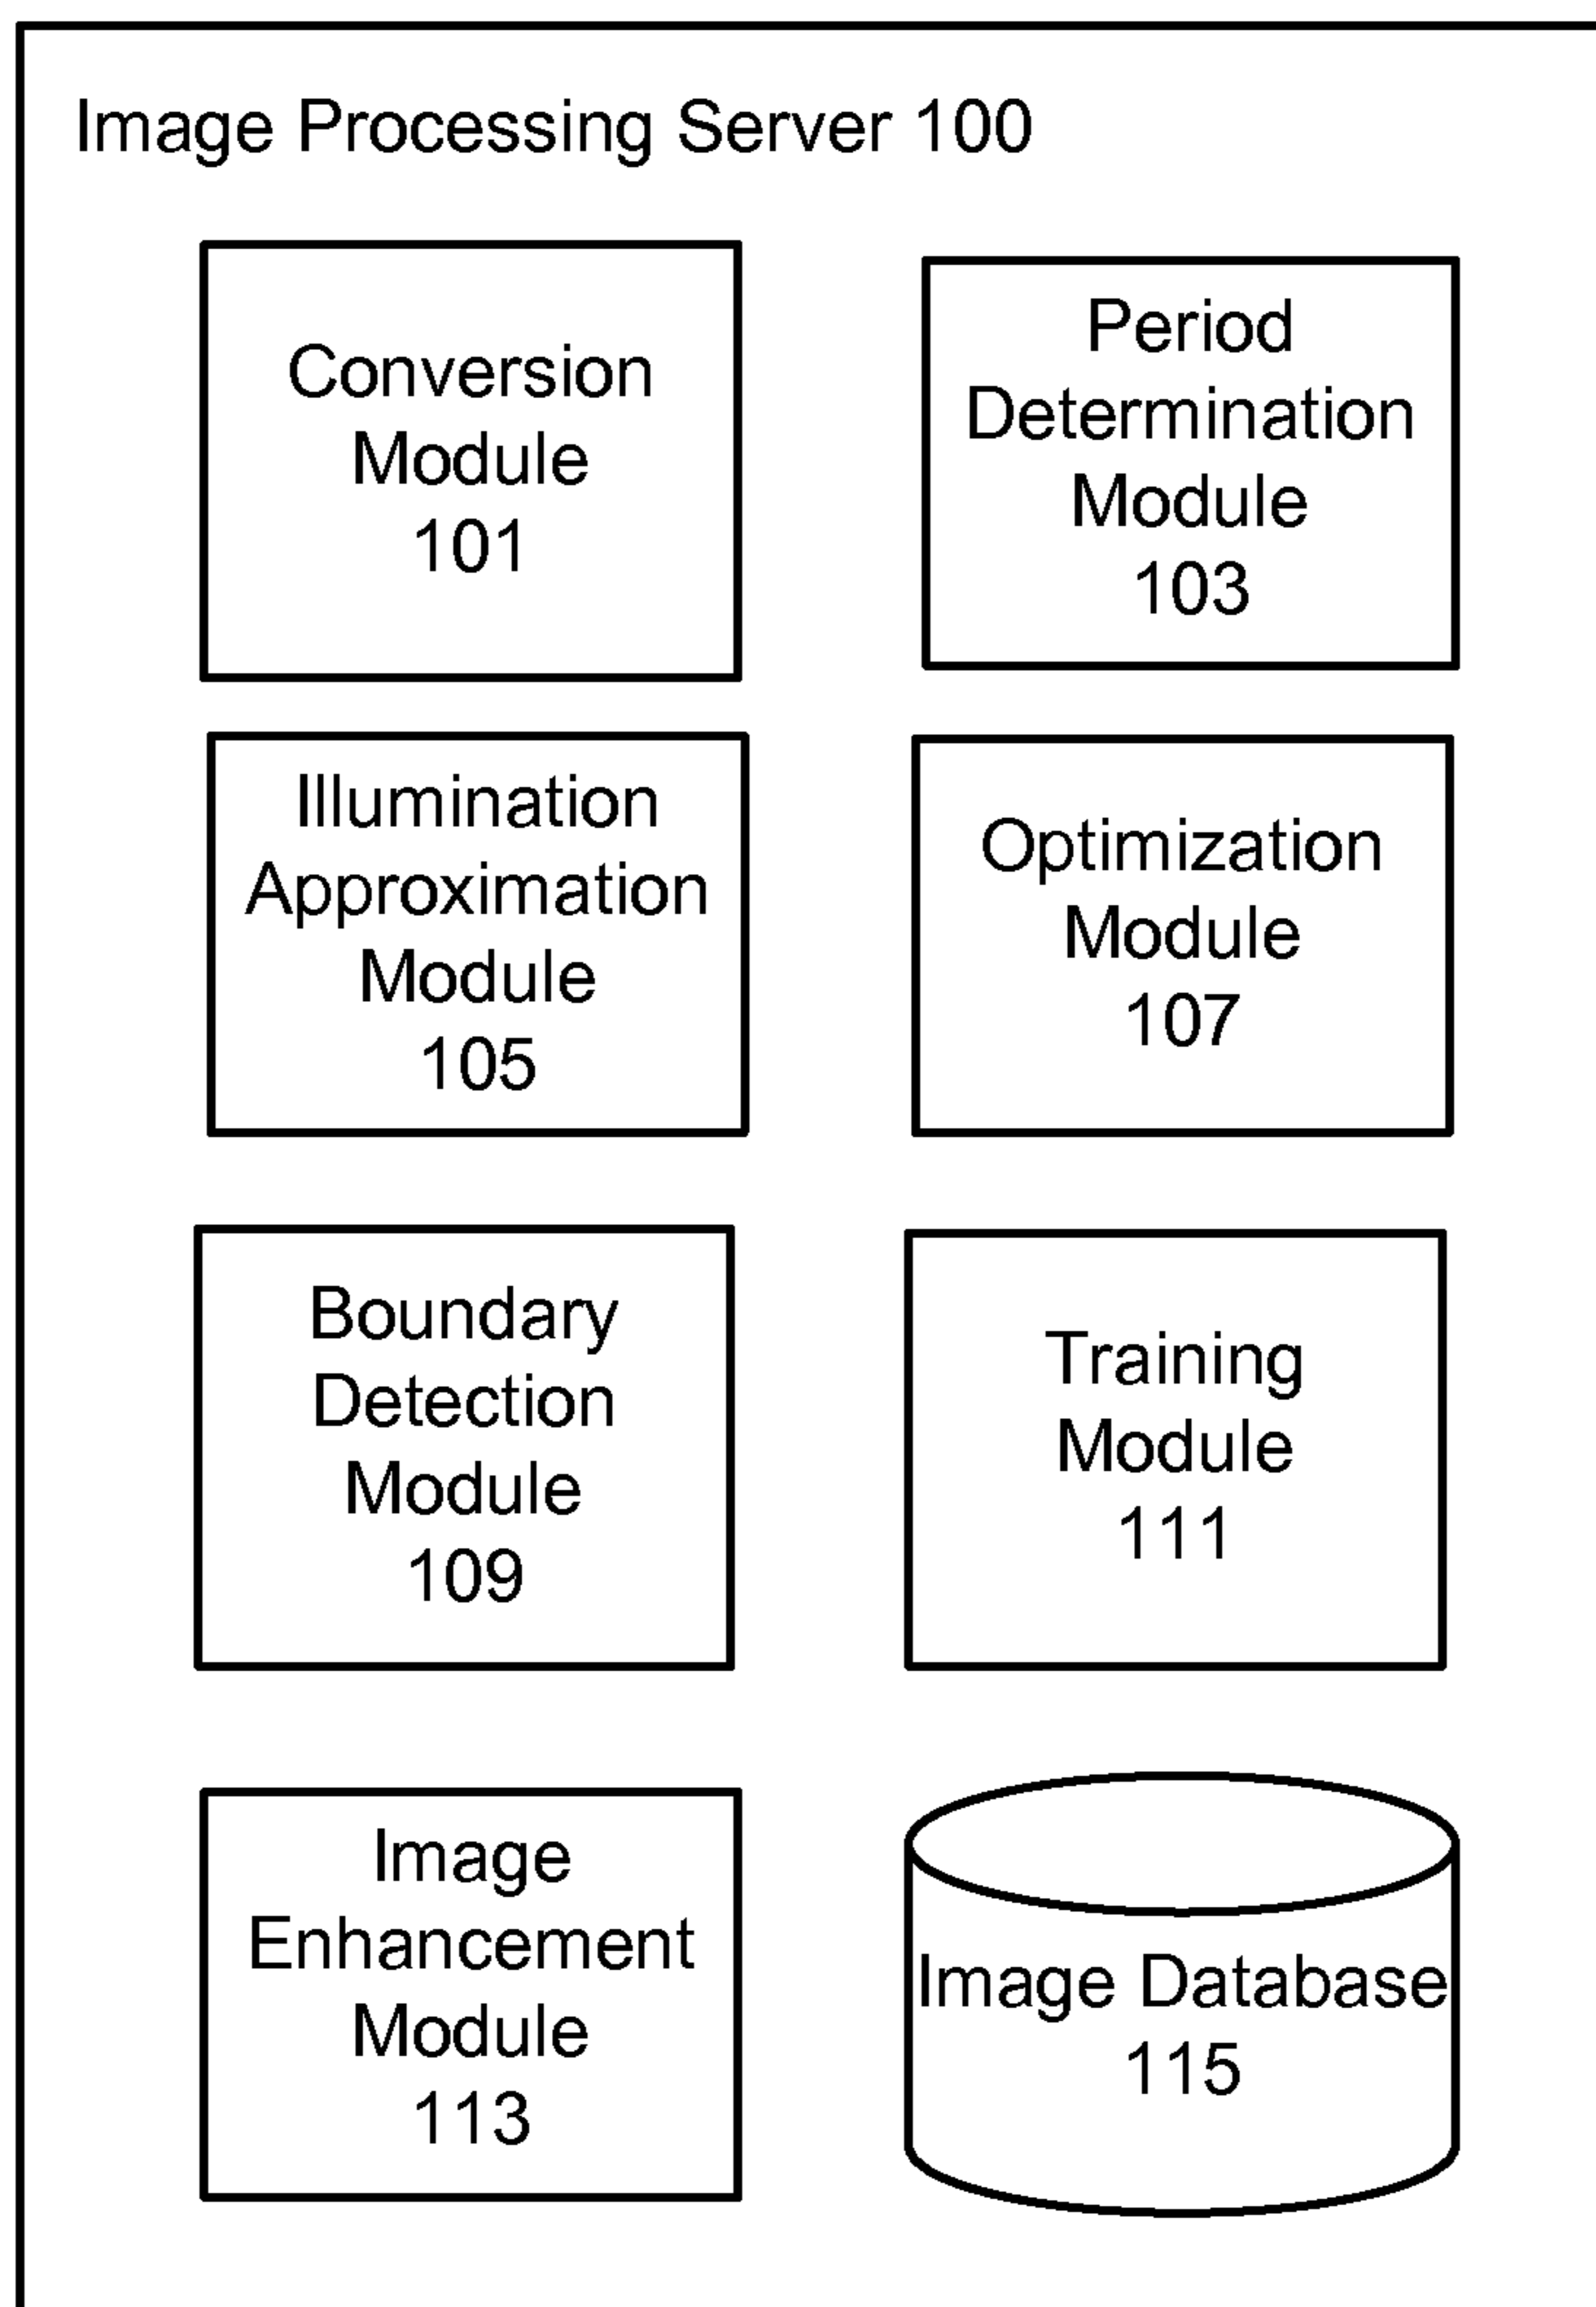 Image Processing Server 100
Conversion
Module
101
Period
Determination
Module
103
Illumination
Approximation
Module
105
Optimization
Module
107
Boundary
Detection
Module
109
Training
Module
111
Image
Enhancement
Module
113
Image Database
115